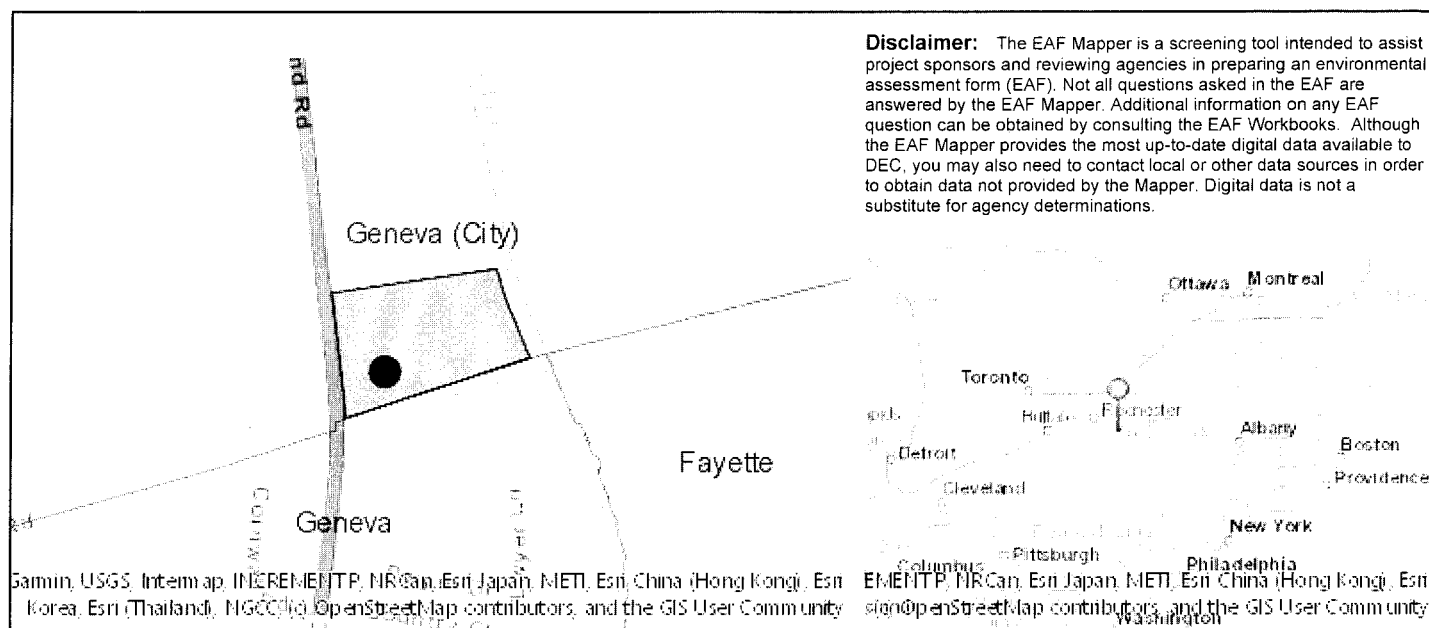 Disclaimer: The EAF Mapper is a screening tool intended to assist
project sponsors and reviewing agencies in preparing an environmental
assessment form (EAF). Not all questions asked in the EAF are
answered by the EAF Mapper. Additional information on any EAF
question can be obtained by consulting the EAF Workbooks. Although
the EAF Mapper provides the most up-to-date digital data available to
DEC, you may also need to contact local or other data sources in order
to obtain data not provided by the Mapper. Digital data is not a
substitute for agency determinations.
nd Rd
Geneva (City)
Fayette
Geneva
Garmin, USGS, Intermap, INCREMENT P, NRCan, Esri Japan, METI, Esri China (Hong Kong), Esri
Korea, Esri (Thailand), NGCC, (c) OpenStreetMap contributors, and the GIS User Community
Ottawa
Montreal
Toronto
Rochester
Albany
Boston
Detroit
Providence
Cleveland
New York
Pittsburgh
Columbus
Philadelphia
EMENT P, NRCan, Esri Japan, METI, Esri China (Hong Kong), Esri
OpenStreetMap contributors, and the GIS User Community
Washington